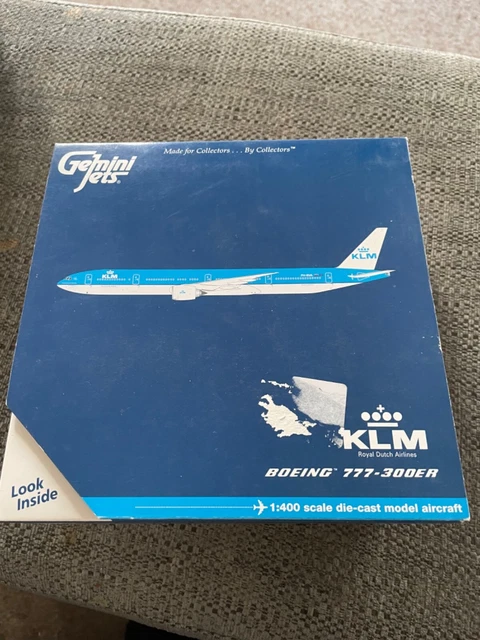 Gemini
Jets®
Made for Collectors . . . By Collectors™
KLM
KLM
KLM
Royal Dutch Airlines
BOEING™ 777-300ER
Look
Inside
1:400 scale die-cast model aircraft